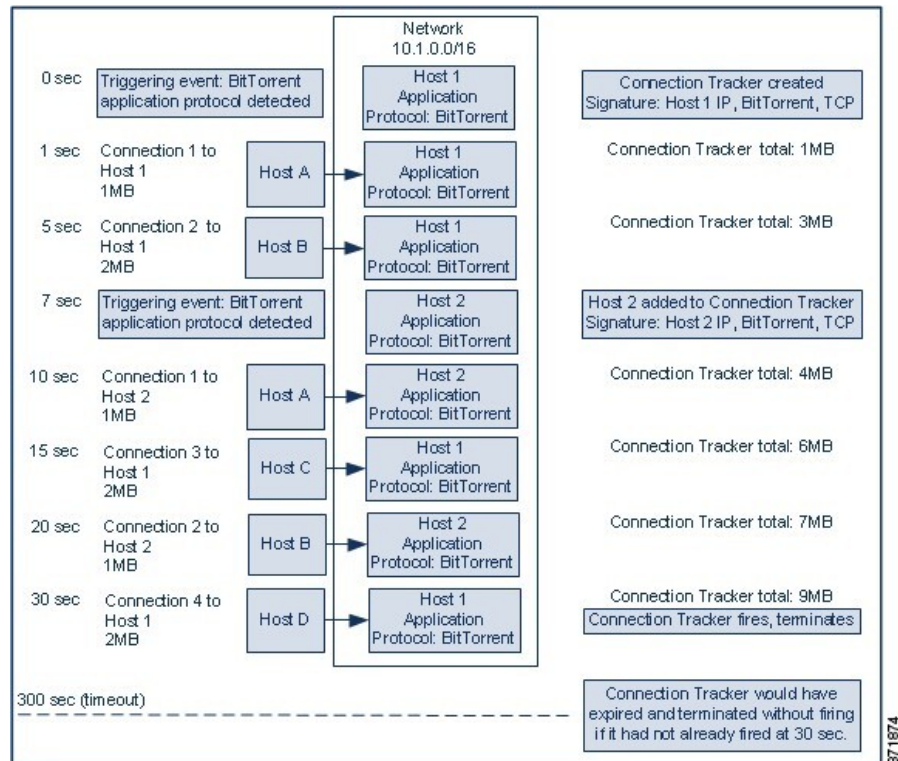 Network
10.1.0.0/16
0 sec
Triggering event: BitTorrent
application protocol detected
Host 1
Application
Protocol: BitTorrent
Connection Tracker created
Signature: Host 1 IP, BitTorrent, TCP
1 sec
Connection 1 to
Host 1
1MB
Host A
Host 1
Application
Protocol: BitTorrent
Connection Tracker total: 1MB
5 sec
Connection 2 to
Host 1
2MB
Host B
Host 1
Application
Protocol: BitTorrent
Connection Tracker total: 3MB
7 sec
Triggering event: BitTorrent
application protocol detected
Host 2
Application
Protocol: BitTorrent
Host 2 added to Connection Tracker
Signature: Host 2 IP, BitTorrent, TCP
10 sec
Connection 1 to
Host 2
1MB
Host A
Host 2
Application
Protocol: BitTorrent
Connection Tracker total: 4MB
15 sec
Connection 3 to
Host 1
2MB
Host C
Host 1
Application
Protocol: BitTorrent
Connection Tracker total: 6MB
20 sec
Connection 2 to
Host 2
1MB
Host B
Host 2
Application
Protocol: BitTorrent
Connection Tracker total: 7MB
30 sec
Connection 4 to
Host 1
2MB
Host D
Host 1
Application
Protocol: BitTorrent
Connection Tracker total: 9MB
Connection Tracker fires, terminates
300 sec (timeout)
Connection Tracker would have
expired and terminated without firing
if it had not already fired at 30 sec.
371874